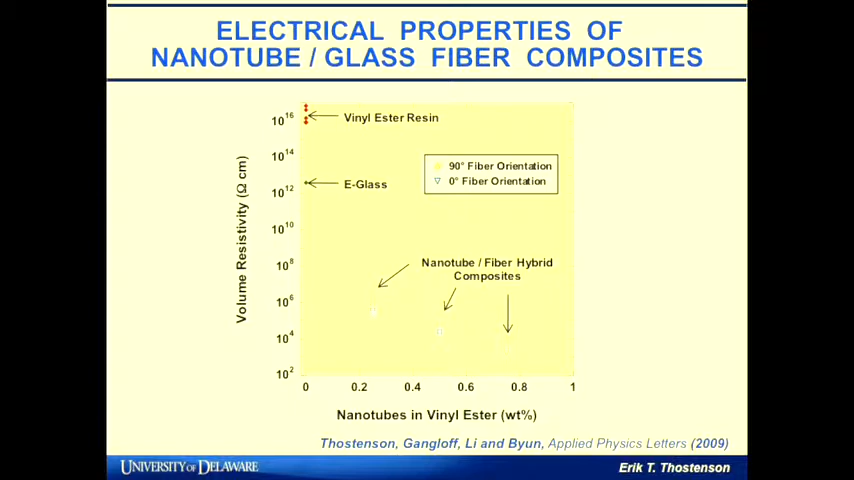 ELECTRICAL PROPERTIES OF
NANOTUBE / GLASS FIBER COMPOSITES
10^16
Vinyl Ester Resin
10^14
90° Fiber Orientation
0° Fiber Orientation
10^12
E-Glass
10^10
10^8
Nanotube / Fiber Hybrid
Composites
10^6
10^4
10^2
Volume Resistivity (Ω cm)
0 0.2 0.4 0.6 0.8 1
Nanotubes in Vinyl Ester (wt%)
Thostenson, Gangloff, Li and Byun, Applied Physics Letters (2009)
UNIVERSITY OF DELAWARE
Erik T. Thostenson